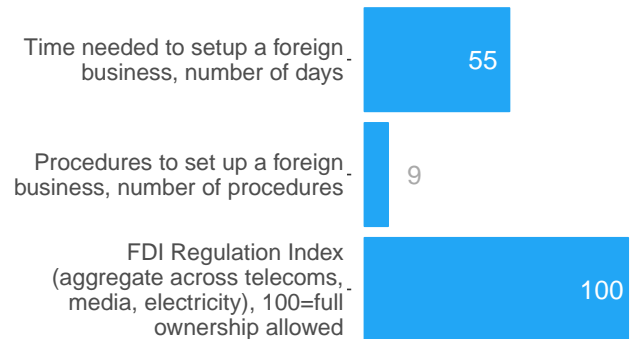 Time needed to setup a foreign
business, number of days
55
Procedures to set up a foreign
business, number of procedures
9
FDI Regulation Index
(aggregate across telecoms,
media, electricity), 100=full
ownership allowed
100